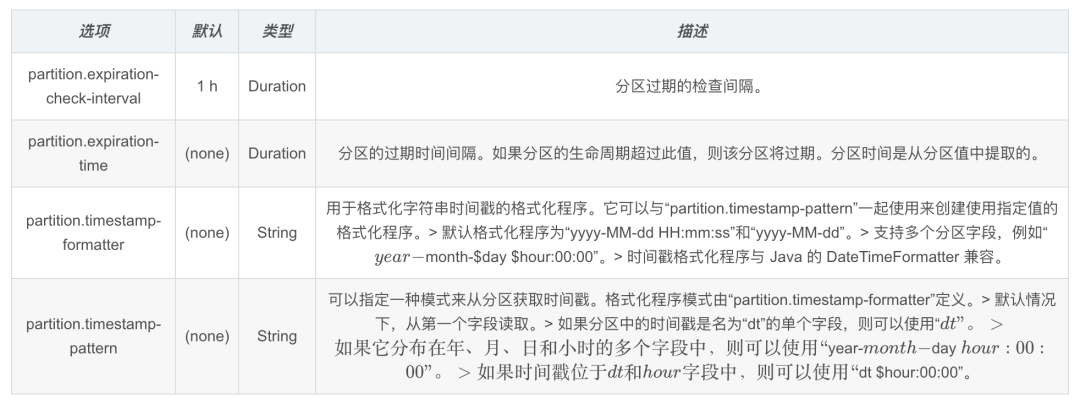 选项 默认 类型 描述
partition.expiration-
check-interval
1 h
Duration
分区过期的检查间隔。
partition.expiration-
time
(none)
Duration
分区的过期时间间隔。如果分区的生命周期超过此值，则该分区将过期。分区时间是从分区值中提取的。
partition.timestamp-
formatter
(none)
String
用于格式化字符串时间戳的格式化程序。它可以与“partition.timestamp-pattern”一起使用来创建使用指定值的
格式化程序。> 默认格式化程序为“yyyy-MM-dd HH:mm:ss”和“yyyy-MM-dd”。> 支持多个分区字段，例如“
year−month-$day $hour:00:00”。> 时间戳格式化程序与 Java 的 DateTimeFormatter 兼容。
partition.timestamp-
pattern
(none)
String
可以指定一种模式来从分区获取时间戳。格式化程序模式由“partition.timestamp-formatter”定义。> 默认情况
下，从第一个字段读取。> 如果分区中的时间戳是名为“dt”的单个字段，则可以使用“dt”。 >
如果它分布在年、月、日和小时的多个字段中，则可以使用“year-month−day hour : 00 :
00”。 > 如果时间戳位于dt和hour字段中，则可以使用“dt $hour:00:00”。